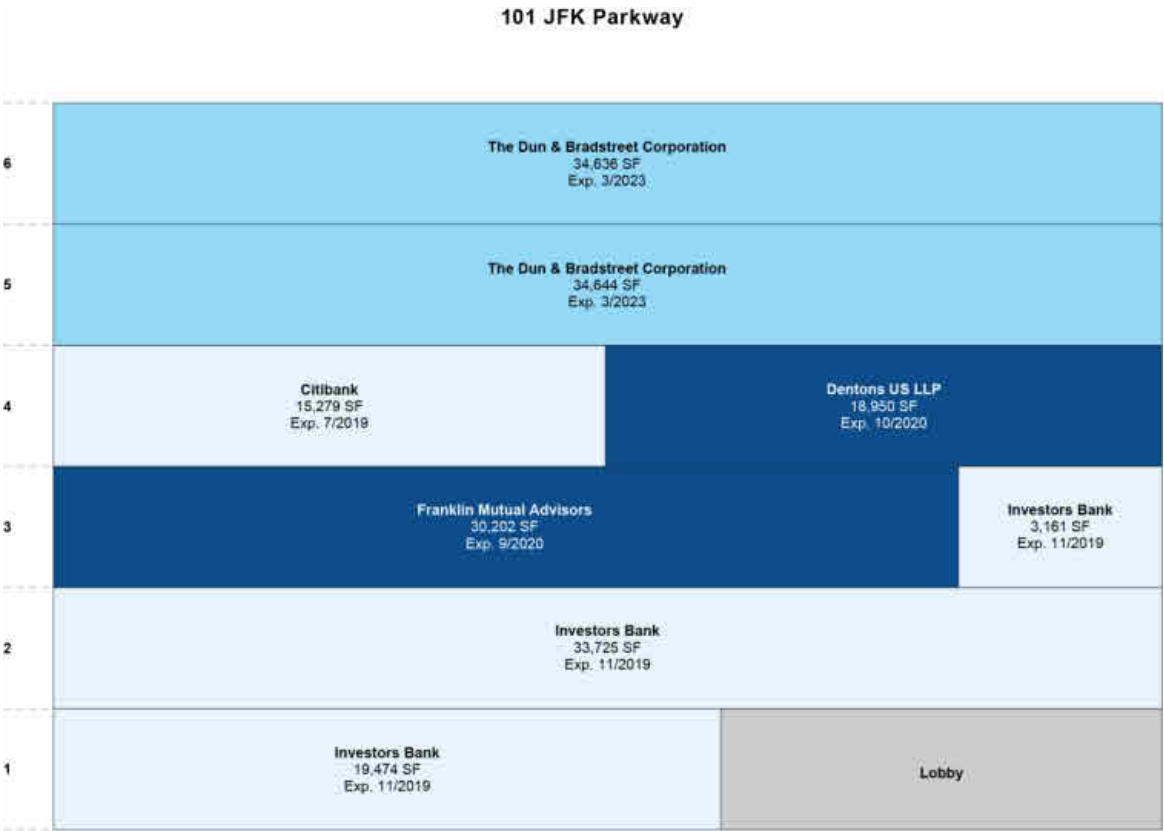 101 JFK Parkway
6
The Dun & Bradstreet Corporation
34,636 SF
Exp. 3/2023
5
The Dun & Bradstreet Corporation
34,644 SF
Exp. 3/2023
4
Citibank
15,279 SF
Exp. 7/2019
Dentons US LLP
18,950 SF
Exp. 10/2020
3
Franklin Mutual Advisors
30,202 SF
Exp. 9/2020
Investors Bank
3,161 SF
Exp. 11/2019
2
Investors Bank
33,725 SF
Exp. 11/2019
1
Investors Bank
19,474 SF
Exp. 11/2019
Lobby